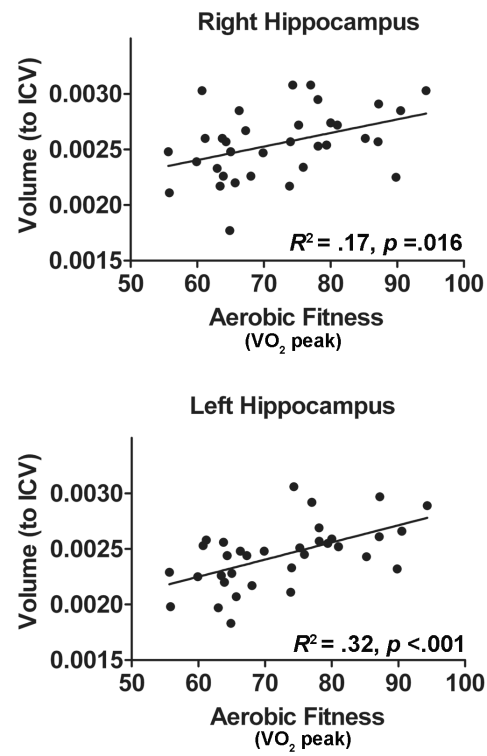 Right Hippocampus
Volume (to ICV)
0.0030
0.0025
0.0020
0.0015
R² = .17, p =.016
50 60 70 80 90 100
Aerobic Fitness
(VO₂ peak)
Left Hippocampus
Volume (to ICV)
0.0030
0.0025
0.0020
0.0015
R² = .32, p <.001
50 60 70 80 90 100
Aerobic Fitness
(VO₂ peak)